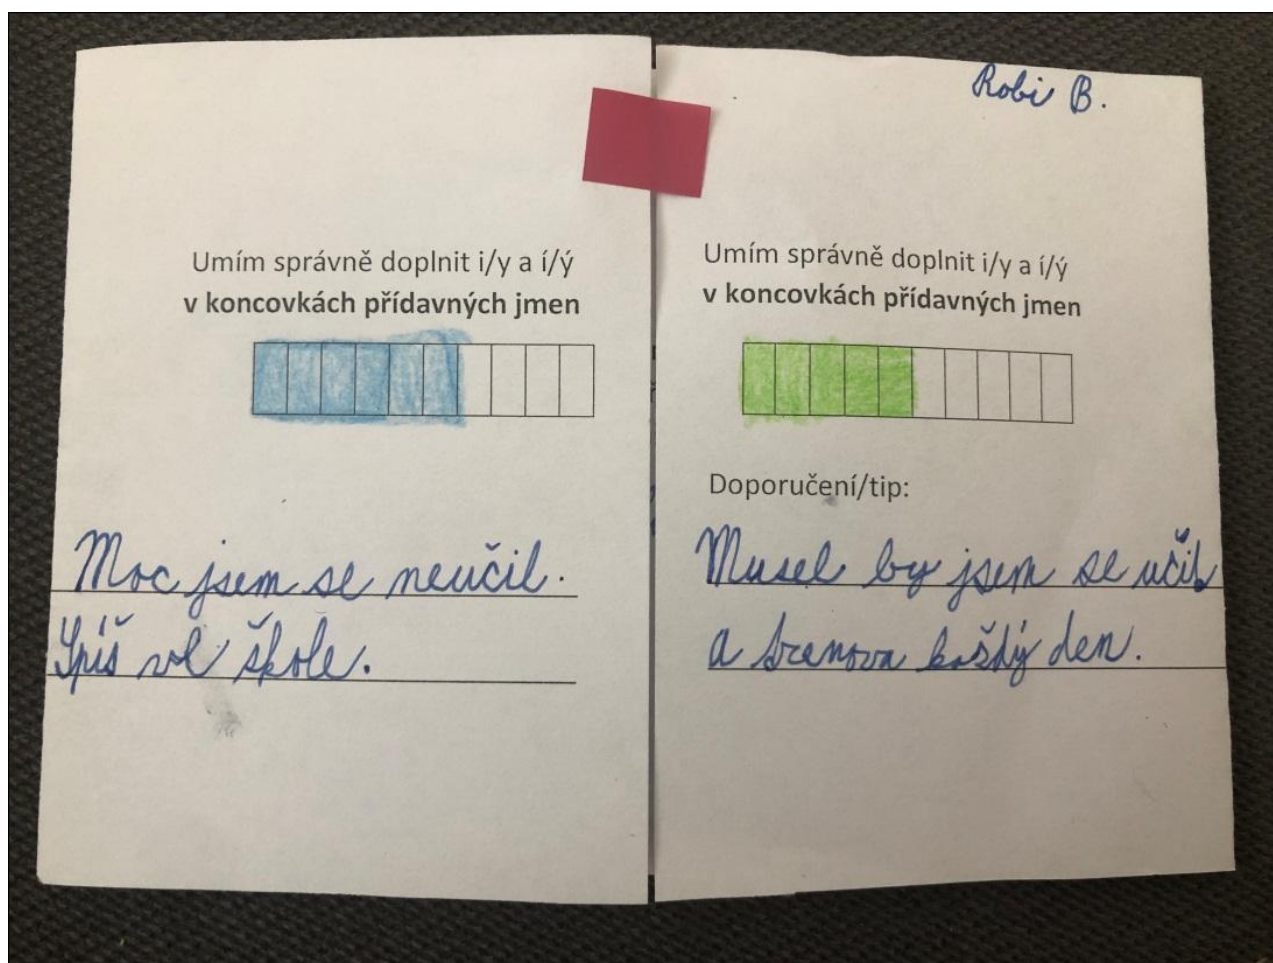 Robi B.
Umím správně doplnit i/y a í/ý
v koncovkách přídavných jmen
Moc jsem se neučil.
Spíš ve škole.
Umím správně doplnit i/y a í/ý
v koncovkách přídavných jmen
Doporučení/tip:
Musel by jsem se učit
a trenova každý den.